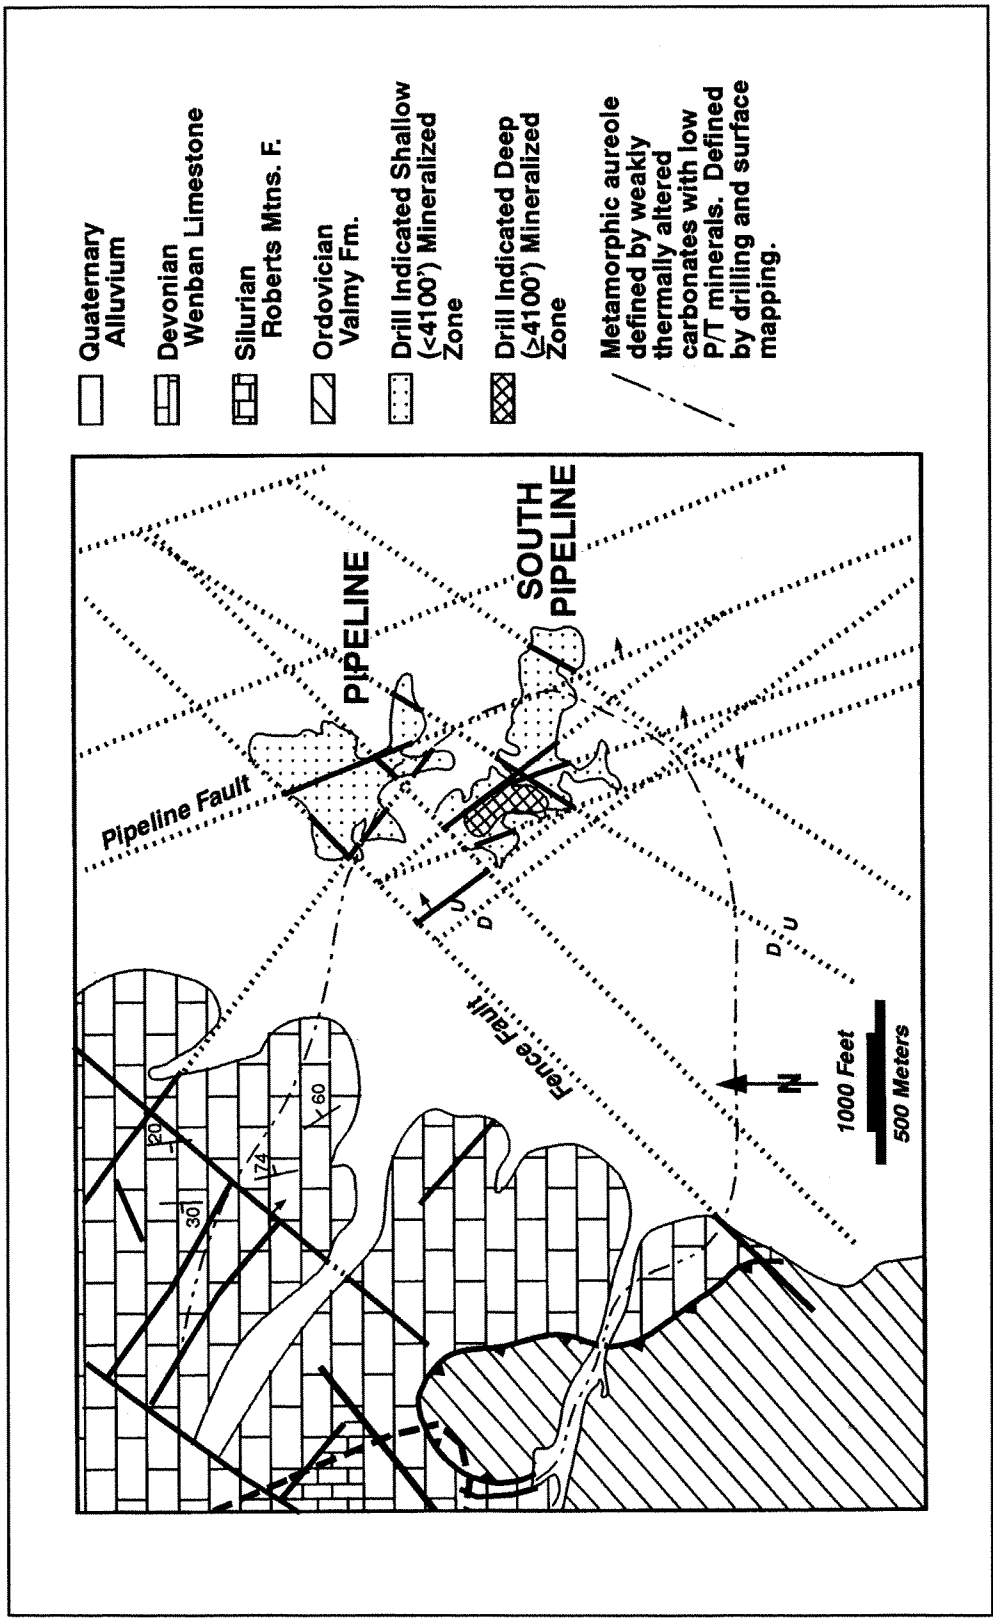 Quaternary
Alluvium
Devonian
Wenban Limestone
Silurian
Roberts Mtns. F.
Ordovician
Valmy Fm.
Drill Indicated Shallow
(<4100') Mineralized
Zone
Drill Indicated Deep
(≥4100') Mineralized
Zone
Metamorphic aureole
defined by weakly
thermally altered
carbonates with low
P/T minerals. Defined
by drilling and surface
mapping.
PIPELINE
SOUTH
PIPELINE
Pipeline Fault
Fence Fault
U
D
D
U
20
30
74
60
N
1000 Feet
500 Meters